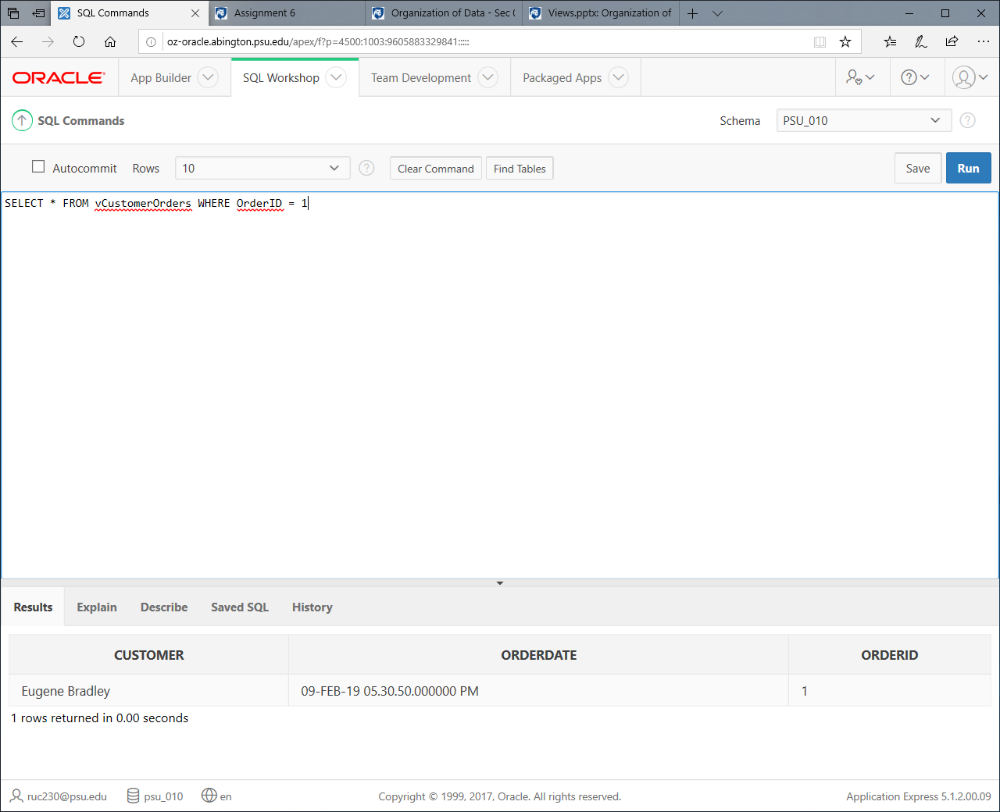 SQL Commands
Assignment 6
Organization of Data - Sec (
Views.pptx: Organization of
oz-oracle.abington.psu.edu/apex/f?p=4500:1003:9605883329841:::::
ORACLE
App Builder
SQL Workshop
Team Development
Packaged Apps
SQL Commands
Schema
PSU_010
Autocommit
Rows
10
Clear Command
Find Tables
Save
Run
SELECT * FROM vCustomerOrders WHERE OrderID = 1
Results
Explain
Describe
Saved SQL
History
CUSTOMER ORDERDATE ORDERID
Eugene Bradley 09-FEB-19 05.30.50.000000 PM 1
1 rows returned in 0.00 seconds
ruc230@psu.edu
psu_010
en
Copyright © 1999, 2017, Oracle. All rights reserved.
Application Express 5.1.2.00.09